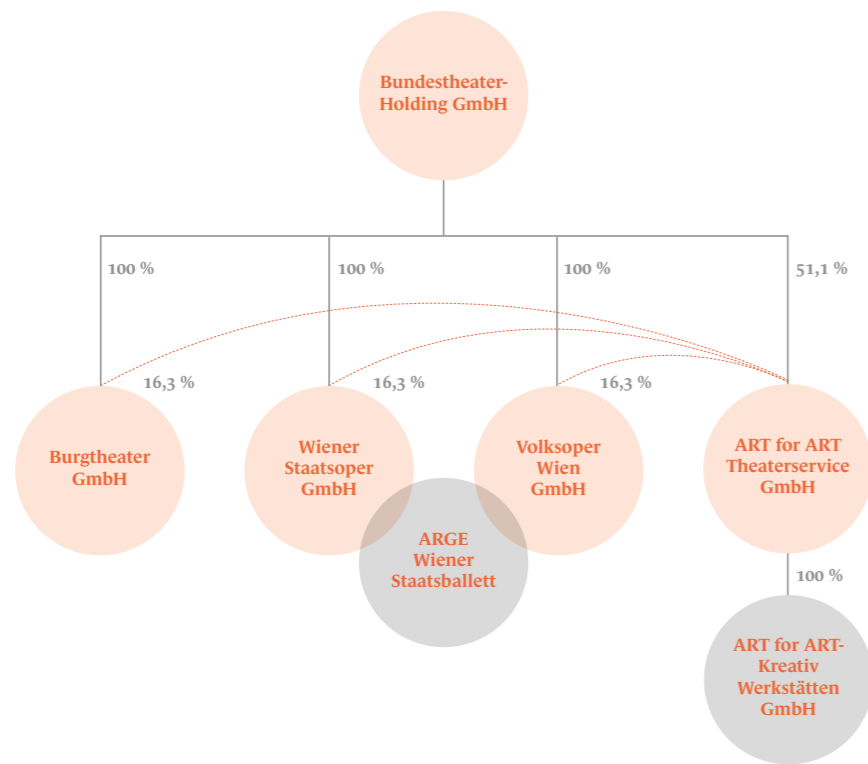 Bundestheater-
Holding GmbH
100 %
100 %
100 %
51,1 %
16,3 %
16,3 %
16,3 %
Burgtheater
GmbH
Wiener
Staatsoper
GmbH
Volksoper
Wien
GmbH
ART for ART
Theaterservice
GmbH
ARGE
Wiener
Staatsballett
100 %
ART for ART-
Kreativ
Werkstätten
GmbH